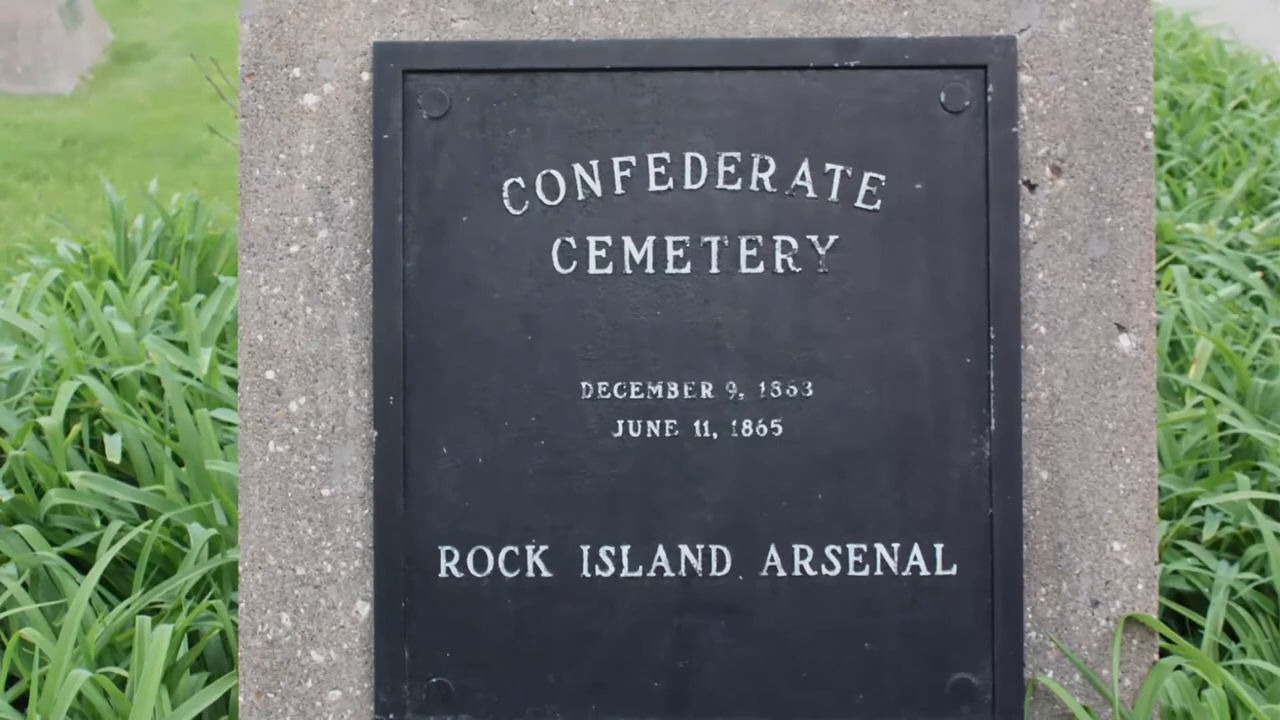 CONFEDERATE
CEMETERY
DECEMBER 9, 1863
JUNE 11, 1865
ROCK ISLAND ARSENAL